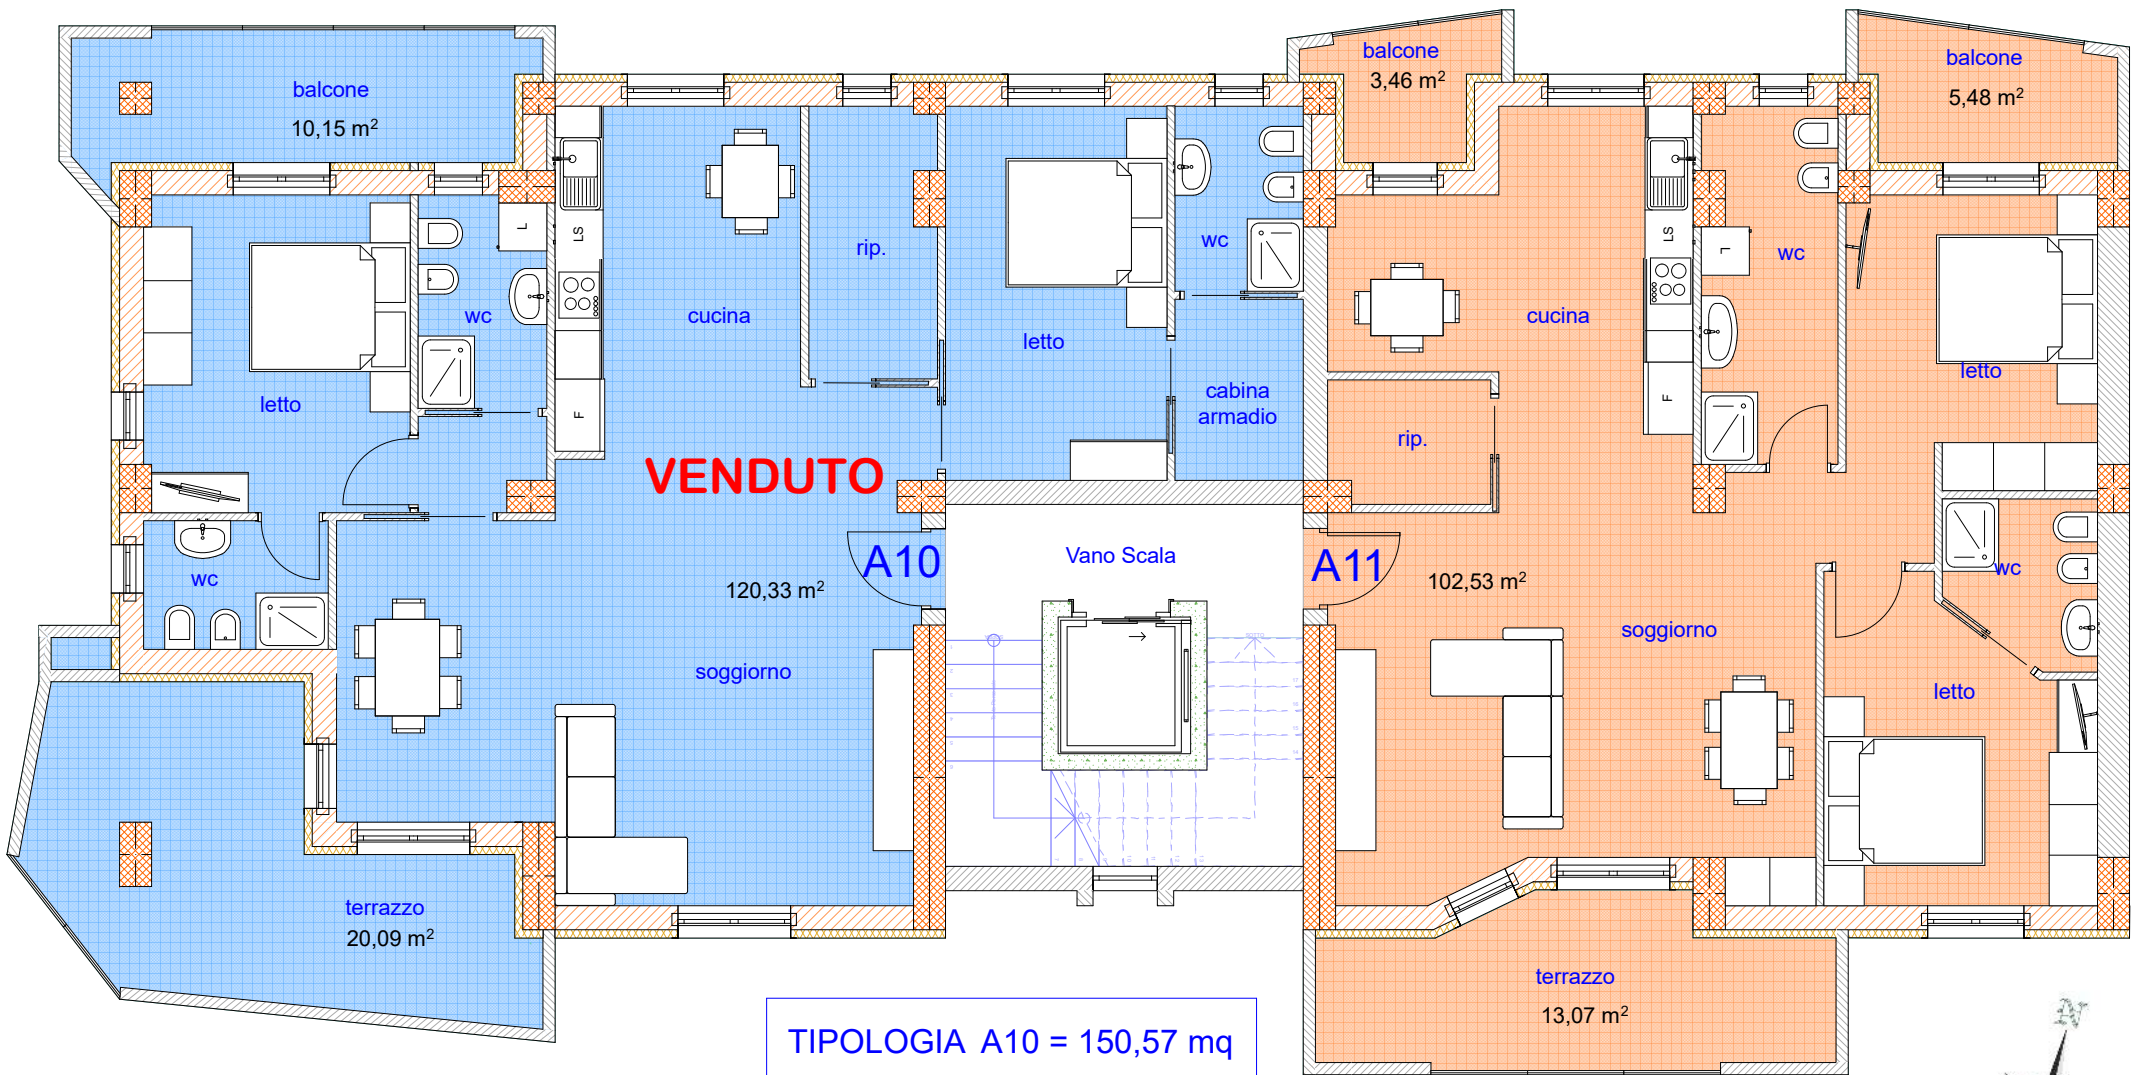 balcone
10,15 m²
balcone
3,46 m²
balcone
5,48 m²
L
LS
F
wc
cucina
rip.
letto
letto
wc
cabina
armadio
cucina
LS
L
F
wc
letto
rip.
VENDUTO
A10
Vano Scala
A11
120,33 m²
102,53 m²
wc
wc
soggiorno
soggiorno
letto
terrazzo
20,09 m²
terrazzo
13,07 m²
TIPOLOGIA A10 = 150,57 mq
N